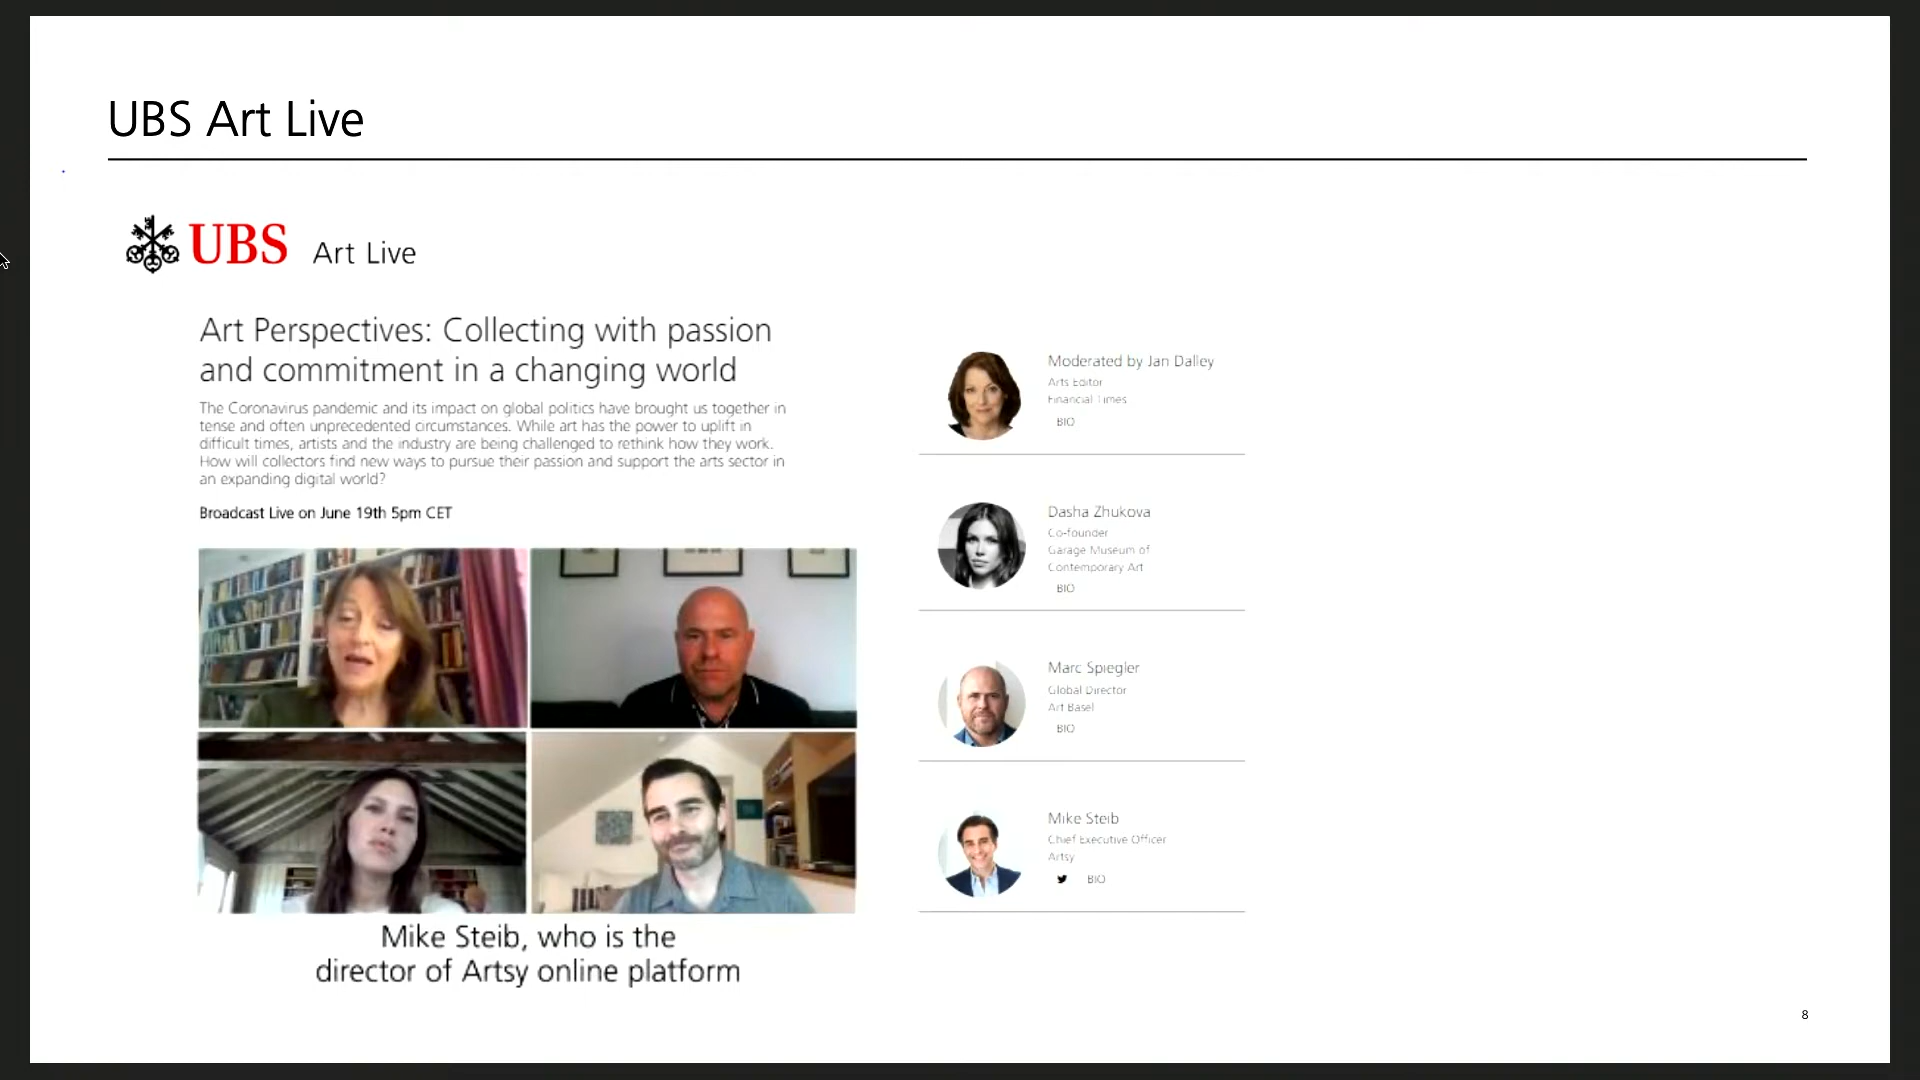 UBS Art Live
UBS Art Live
Art Perspectives: Collecting with passion
and commitment in a changing world
The Coronavirus pandemic and its impact on global politics have brought us together in
tense and often unprecedented circumstances. While art has the power to uplift in
difficult times, artists and the industry are being challenged to rethink how they work.
How will collectors find new ways to pursue their passion and support the arts sector in
an expanding digital world?
Broadcast Live on June 19th 5pm CET
Mike Steib, who is the
director of Artsy online platform
Moderated by Jan Dalley
Arts Editor
Financial Times
BIO
Dasha Zhukova
Co-founder
Garage Museum of
Contemporary Art
BIO
Marc Spiegler
Global Director
Art Basel
BIO
Mike Steib
Chief Executive Officer
Artsy
BIO
8